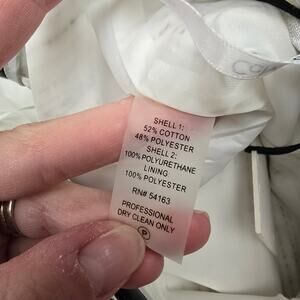 SHELL 1:
52% COTTON
48% POLYESTER
SHELL 2:
100% POLYURETHANE
LINING:
100% POLYESTER
RN# 54163
PROFESSIONAL
DRY CLEAN ONLY
P